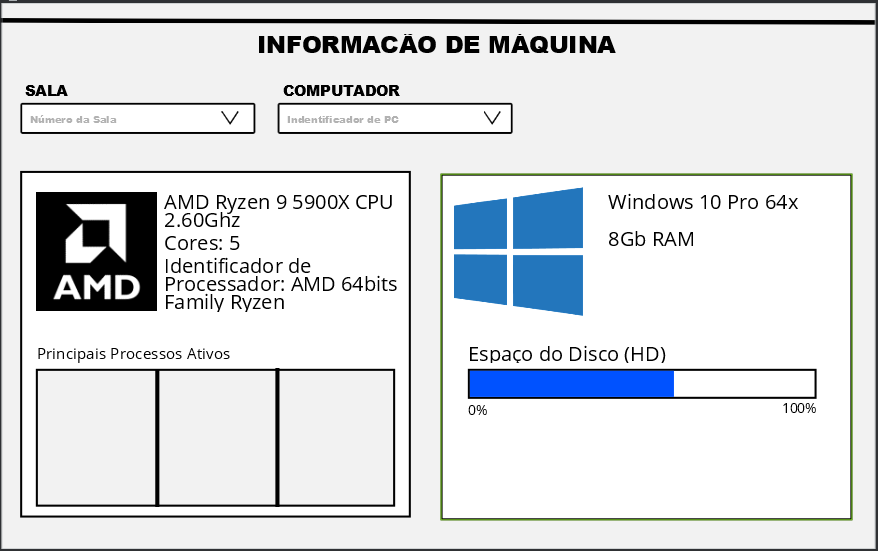 INFORMACÃO DE MÁQUINA
SALA
COMPUTADOR
Número da Sala
Indentificador de PC
AMD
AMD Ryzen 9 5900X CPU
2.60Ghz
Cores: 5
Identificador de
Processador: AMD 64bits
Family Ryzen
Principais Processos Ativos
Windows 10 Pro 64x
8Gb RAM
Espaço do Disco (HD)
0%
100%